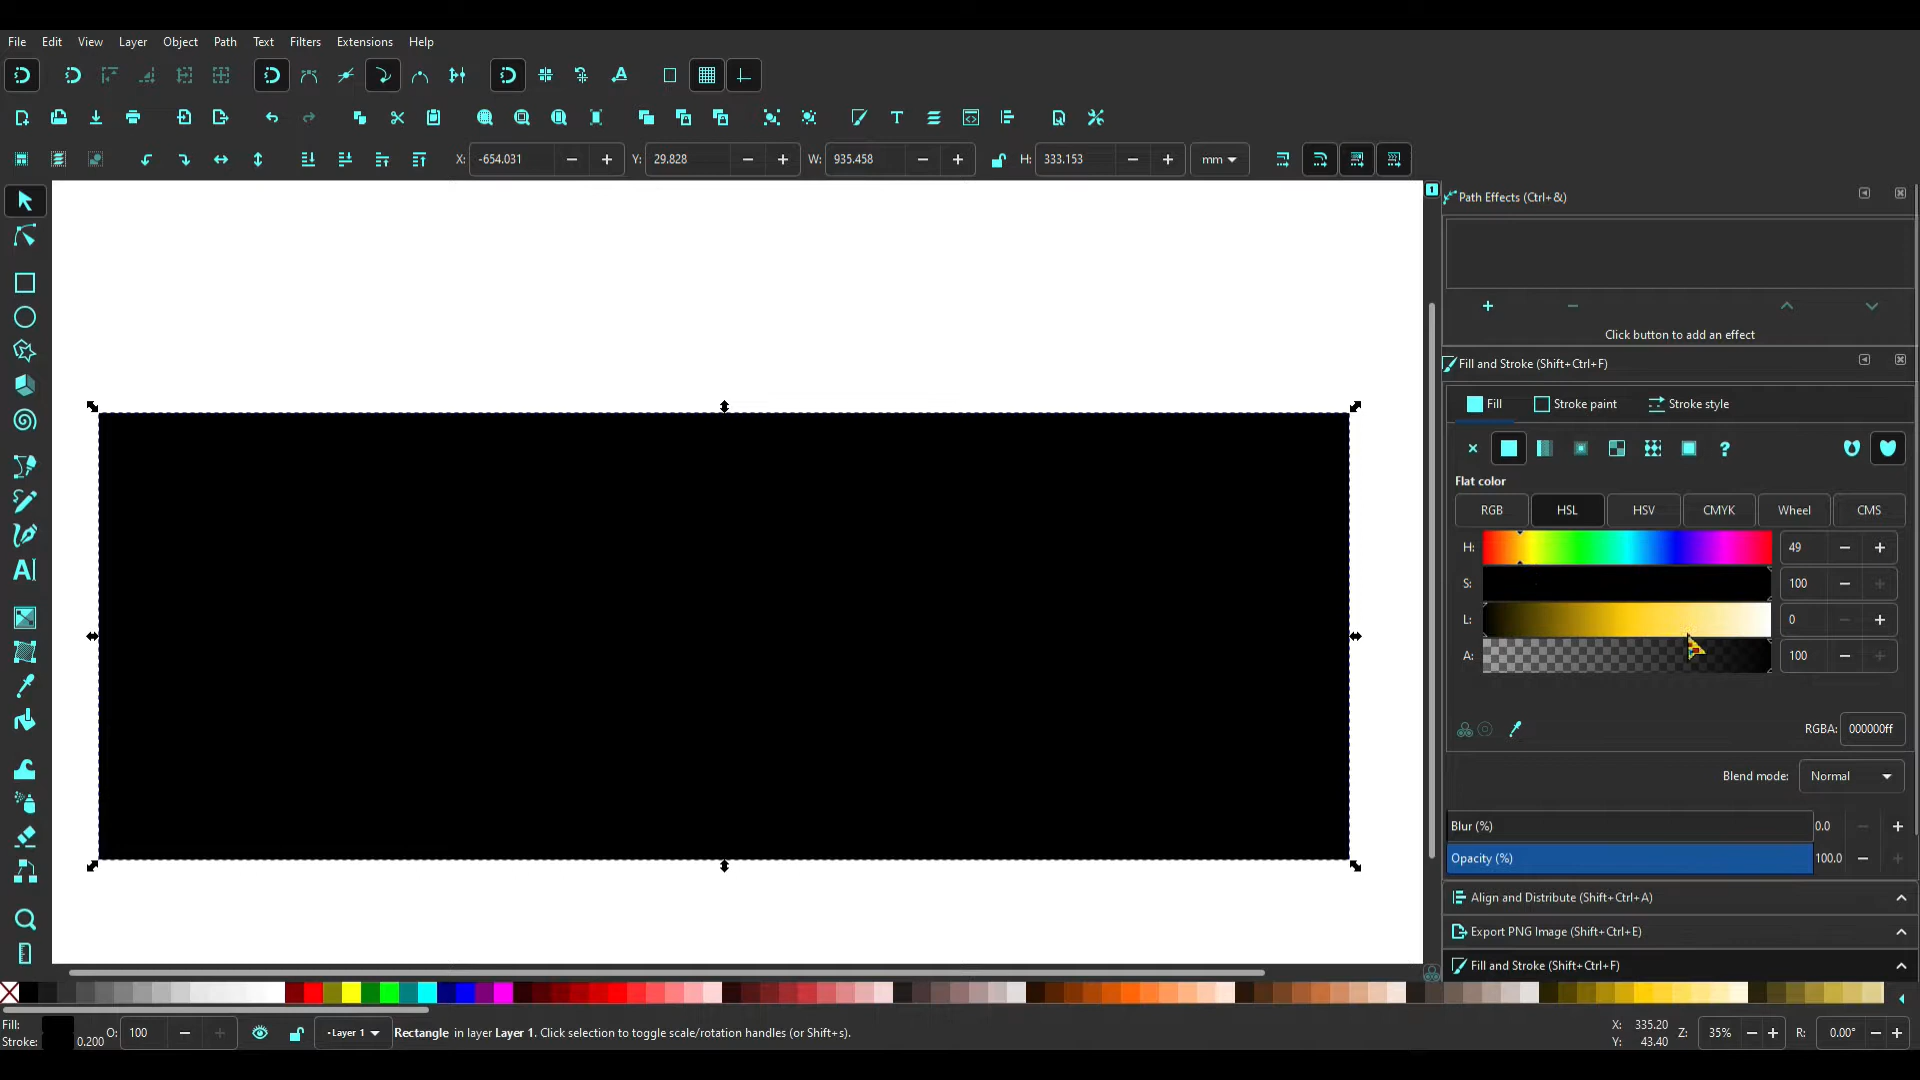 File Edit View Layer Object Path Text Filters Extensions Help
X: -654.031 Y: 29.828 W: 935.458 H: 333.153 mm
Path Effects (Ctrl+&)
Click button to add an effect
Fill and Stroke (Shift+Ctrl+F)
Fill Stroke paint Stroke style
Flat color
RGB HSL HSV CMYK Wheel CMS
H: 49
S: 100
L: 0
A: 100
RGBA: 000000ff
Blend mode: Normal
Blur (%) 0.0
Opacity (%) 100.0
Align and Distribute (Shift+Ctrl+A)
Export PNG Image (Shift+Ctrl+E)
Fill and Stroke (Shift+Ctrl+F)
Fill:
Stroke: 0.200 O: 100 -Layer 1 Rectangle in layer Layer 1. Click selection to toggle scale/rotation handles (or Shift+s). X: 335.20 Z: 35% R: 0.00°
Y: 43.40